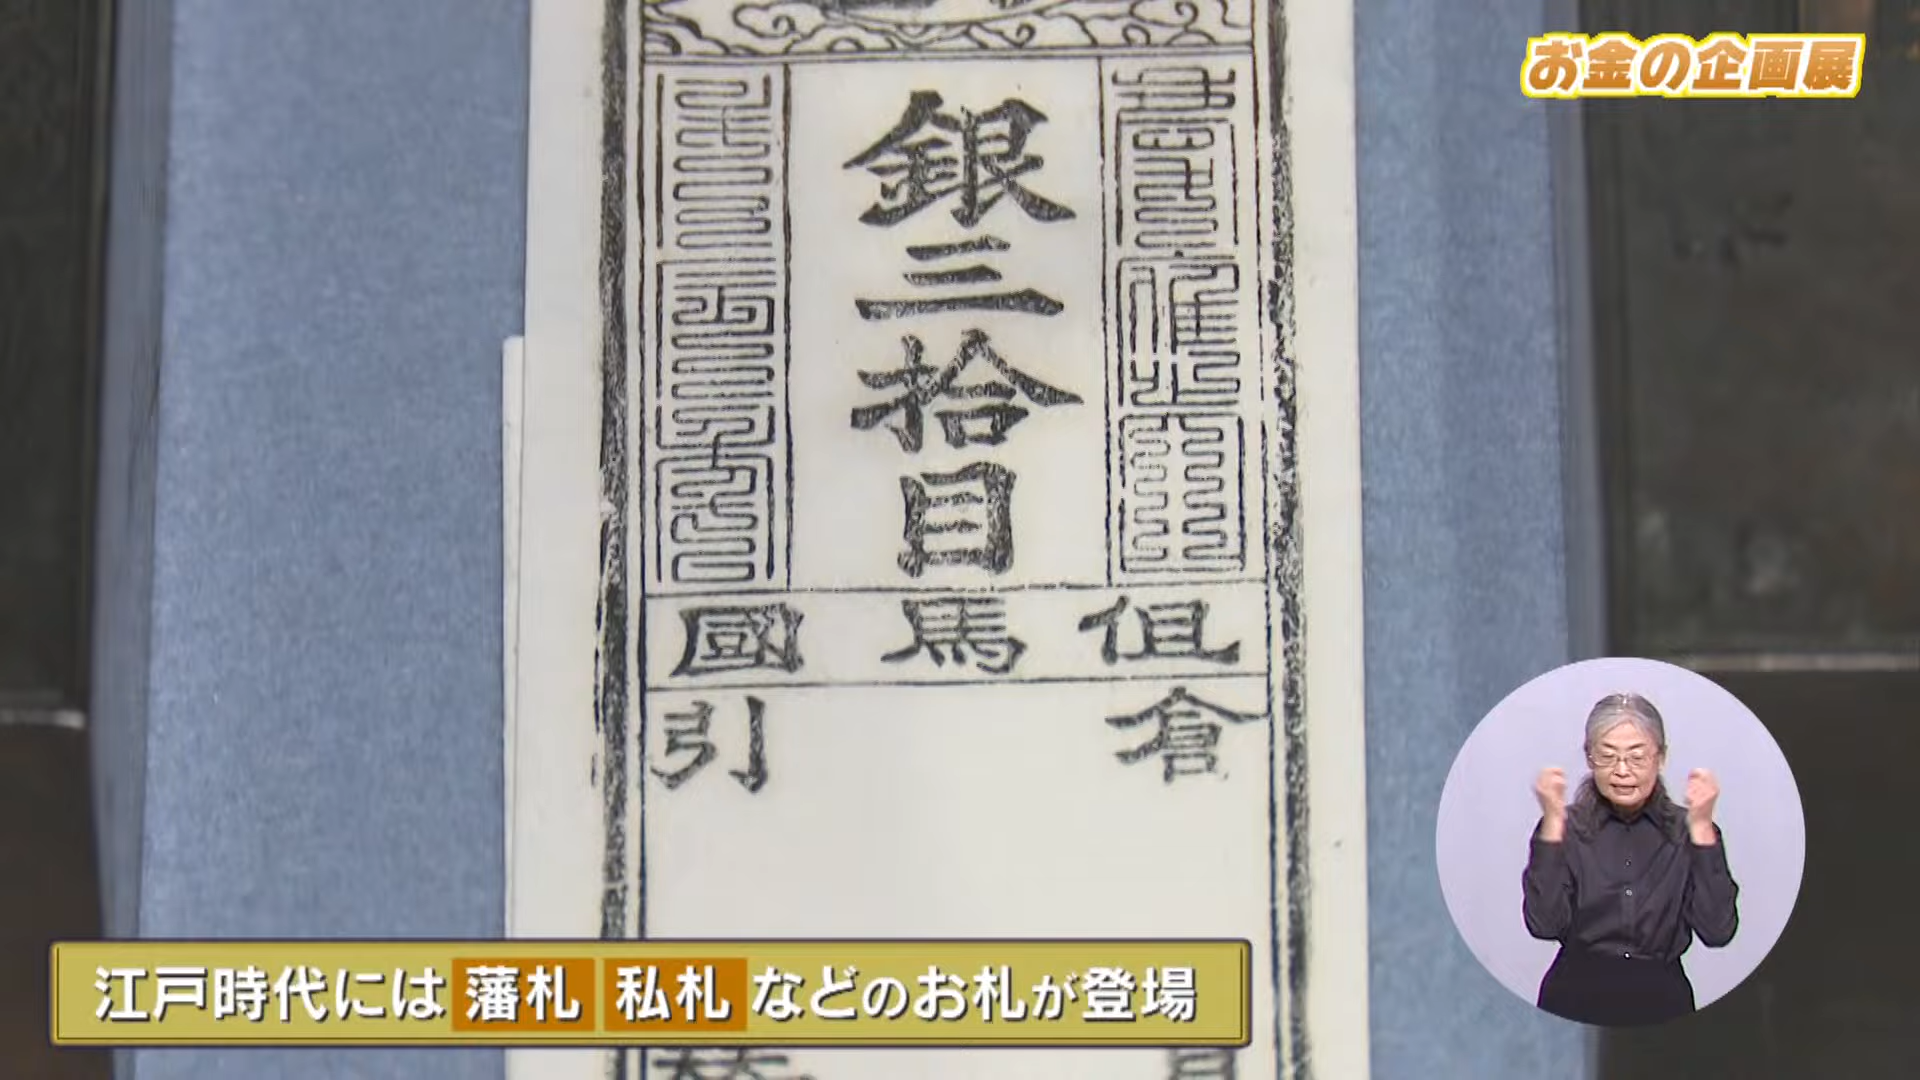 お金の企画展
銀三拾目
但馬國
倉
引
江戸時代には 藩札 私札 などのお札が登場